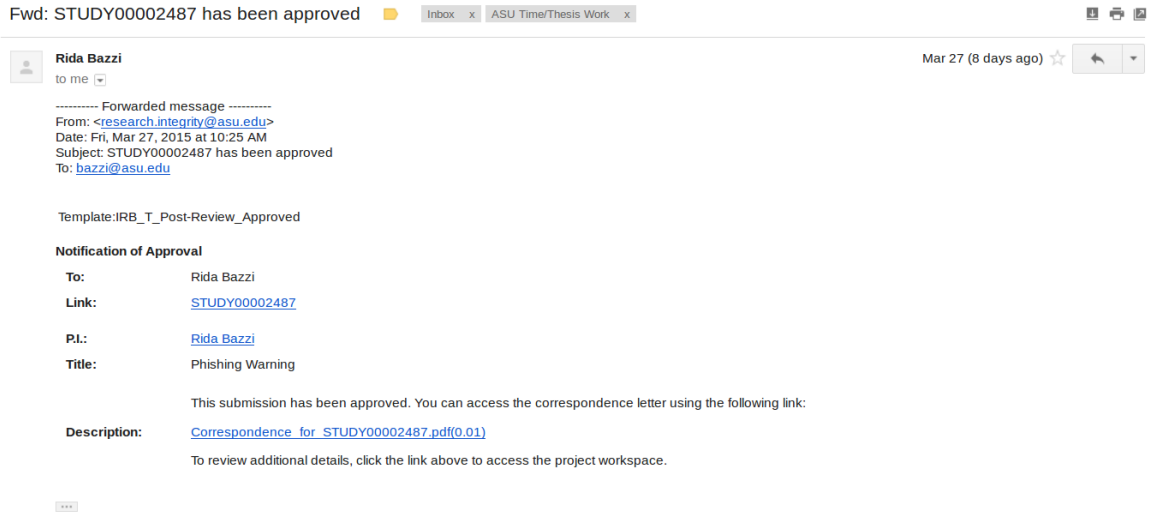 Fwd: STUDY00002487 has been approved
Inbox x ASU Time/Thesis Work x
Rida Bazzi
Mar 27 (8 days ago)
to me
---------- Forwarded message ----------
From: <research.integrity@asu.edu>
Date: Fri, Mar 27, 2015 at 10:25 AM
Subject: STUDY00002487 has been approved
To: bazzi@asu.edu
Template:IRB_T_Post-Review_Approved
Notification of Approval
To: Rida Bazzi
Link: STUDY00002487
P.I.: Rida Bazzi
Title: Phishing Warning
This submission has been approved. You can access the correspondence letter using the following link:
Description: Correspondence_for_STUDY00002487.pdf(0.01)
To review additional details, click the link above to access the project workspace.